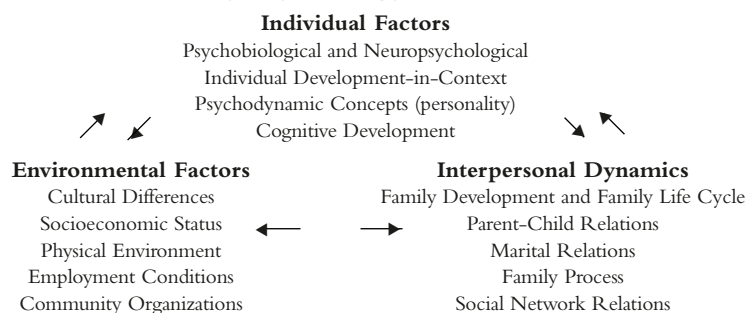 Individual Factors
Psychobiological and Neuropsychological
Individual Development-in-Context
Psychodynamic Concepts (personality)
Cognitive Development
Environmental Factors
Cultural Differences
Socioeconomic Status
Physical Environment
Employment Conditions
Community Organizations
Interpersonal Dynamics
Family Development and Family Life Cycle
Parent-Child Relations
Marital Relations
Family Process
Social Network Relations